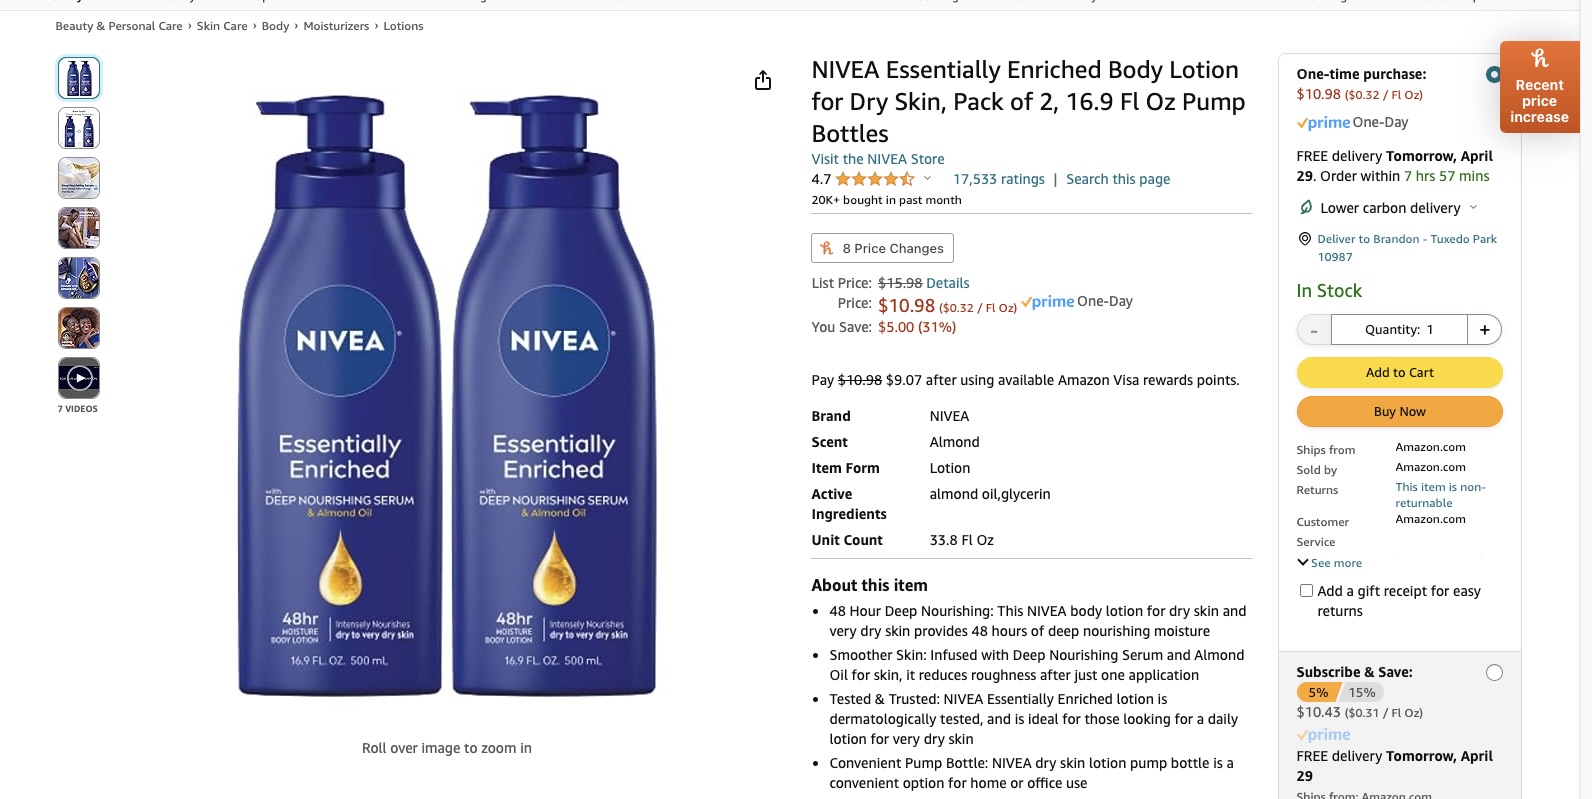 Beauty & Personal Care › Skin Care › Body › Moisturizers › Lotions
7 VIDEOS
NIVEA
Essentially
Enriched
with
DEEP NOURISHING SERUM
& Almond Oil
48hr
MOISTURE
BODY LOTION
Intensely Nourishes
dry to very dry skin
16.9 FL. OZ. 500 mL
NIVEA
Essentially
Enriched
with
DEEP NOURISHING SERUM
& Almond Oil
48hr
MOISTURE
BODY LOTION
Intensely Nourishes
dry to very dry skin
16.9 FL. OZ. 500 mL
Roll over image to zoom in
NIVEA Essentially Enriched Body Lotion
for Dry Skin, Pack of 2, 16.9 Fl Oz Pump
Bottles
Visit the NIVEA Store
4.7 17,533 ratings | Search this page
20K+ bought in past month
8 Price Changes
List Price: $15.98 Details
Price: $10.98 ($0.32 / Fl Oz) prime One-Day
You Save: $5.00 (31%)
Pay $10.98 $9.07 after using available Amazon Visa rewards points.
Brand NIVEA
Scent Almond
Item Form Lotion
Active almond oil,glycerin
Ingredients
Unit Count 33.8 Fl Oz
About this item
• 48 Hour Deep Nourishing: This NIVEA body lotion for dry skin and
very dry skin provides 48 hours of deep nourishing moisture
• Smoother Skin: Infused with Deep Nourishing Serum and Almond
Oil for skin, it reduces roughness after just one application
• Tested & Trusted: NIVEA Essentially Enriched lotion is
dermatologically tested, and is ideal for those looking for a daily
lotion for very dry skin
• Convenient Pump Bottle: NIVEA dry skin lotion pump bottle is a
convenient option for home or office use
One-time purchase:
$10.98 ($0.32 / Fl Oz)
prime One-Day
FREE delivery Tomorrow, April
29. Order within 7 hrs 57 mins
Lower carbon delivery
Deliver to Brandon - Tuxedo Park
10987
In Stock
- Quantity: 1 +
Add to Cart
Buy Now
Ships from Amazon.com
Sold by Amazon.com
Returns This item is non-
returnable
Customer Amazon.com
Service
See more
Add a gift receipt for easy
returns
Subscribe & Save:
5% 15%
$10.43 ($0.31 / Fl Oz)
prime
FREE delivery Tomorrow, April
29
Ships from: Amazon.com
Recent
price
increase